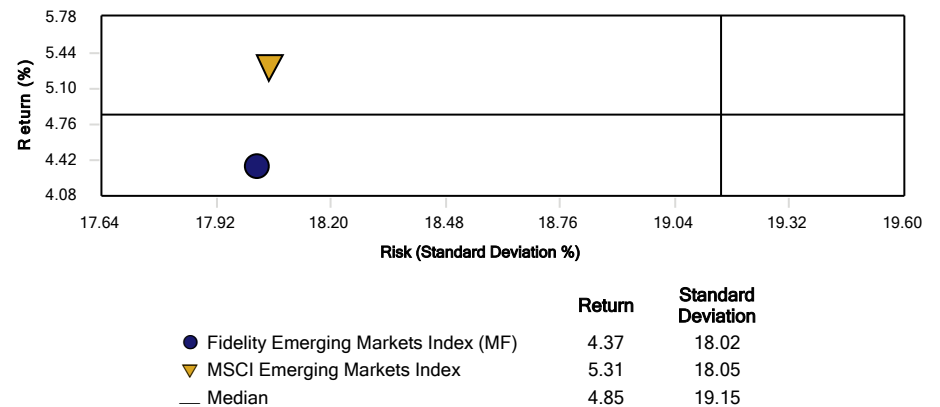 5.78
5.44
5.10
4.76
4.42
4.08
Return (%)
17.64 17.92 18.20 18.48 18.76 19.04 19.32 19.60
Risk (Standard Deviation %)
Return Standard Deviation
Fidelity Emerging Markets Index (MF) 4.37 18.02
MSCI Emerging Markets Index 5.31 18.05
Median 4.85 19.15